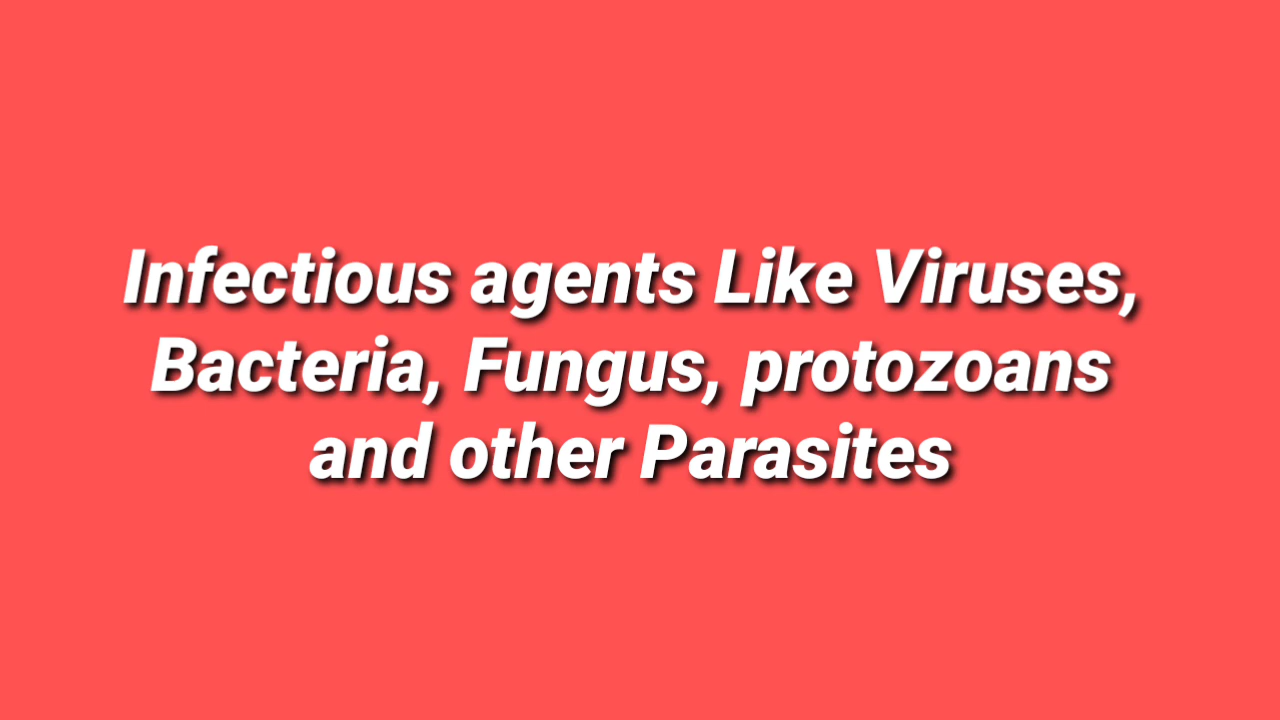 Infectious agents Like Viruses,
Bacteria, Fungus, protozoans
and other Parasites